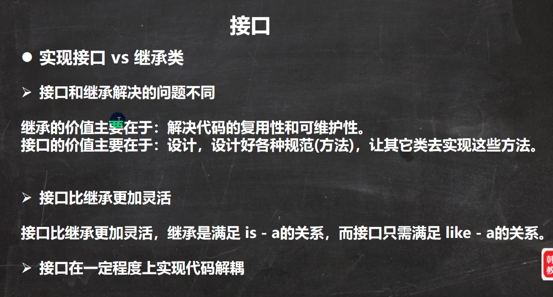 接口
● 实现接口 vs 继承类
➢ 接口和继承解决的问题不同
继承的价值主要在于：解决代码的复用性和可维护性。
接口的价值主要在于：设计，设计好各种规范(方法)，让其它类去实现这些方法。
➢ 接口比继承更加灵活
接口比继承更加灵活，继承是满足 is - a的关系，而接口只需满足 like - a的关系。
➢ 接口在一定程度上实现代码解耦